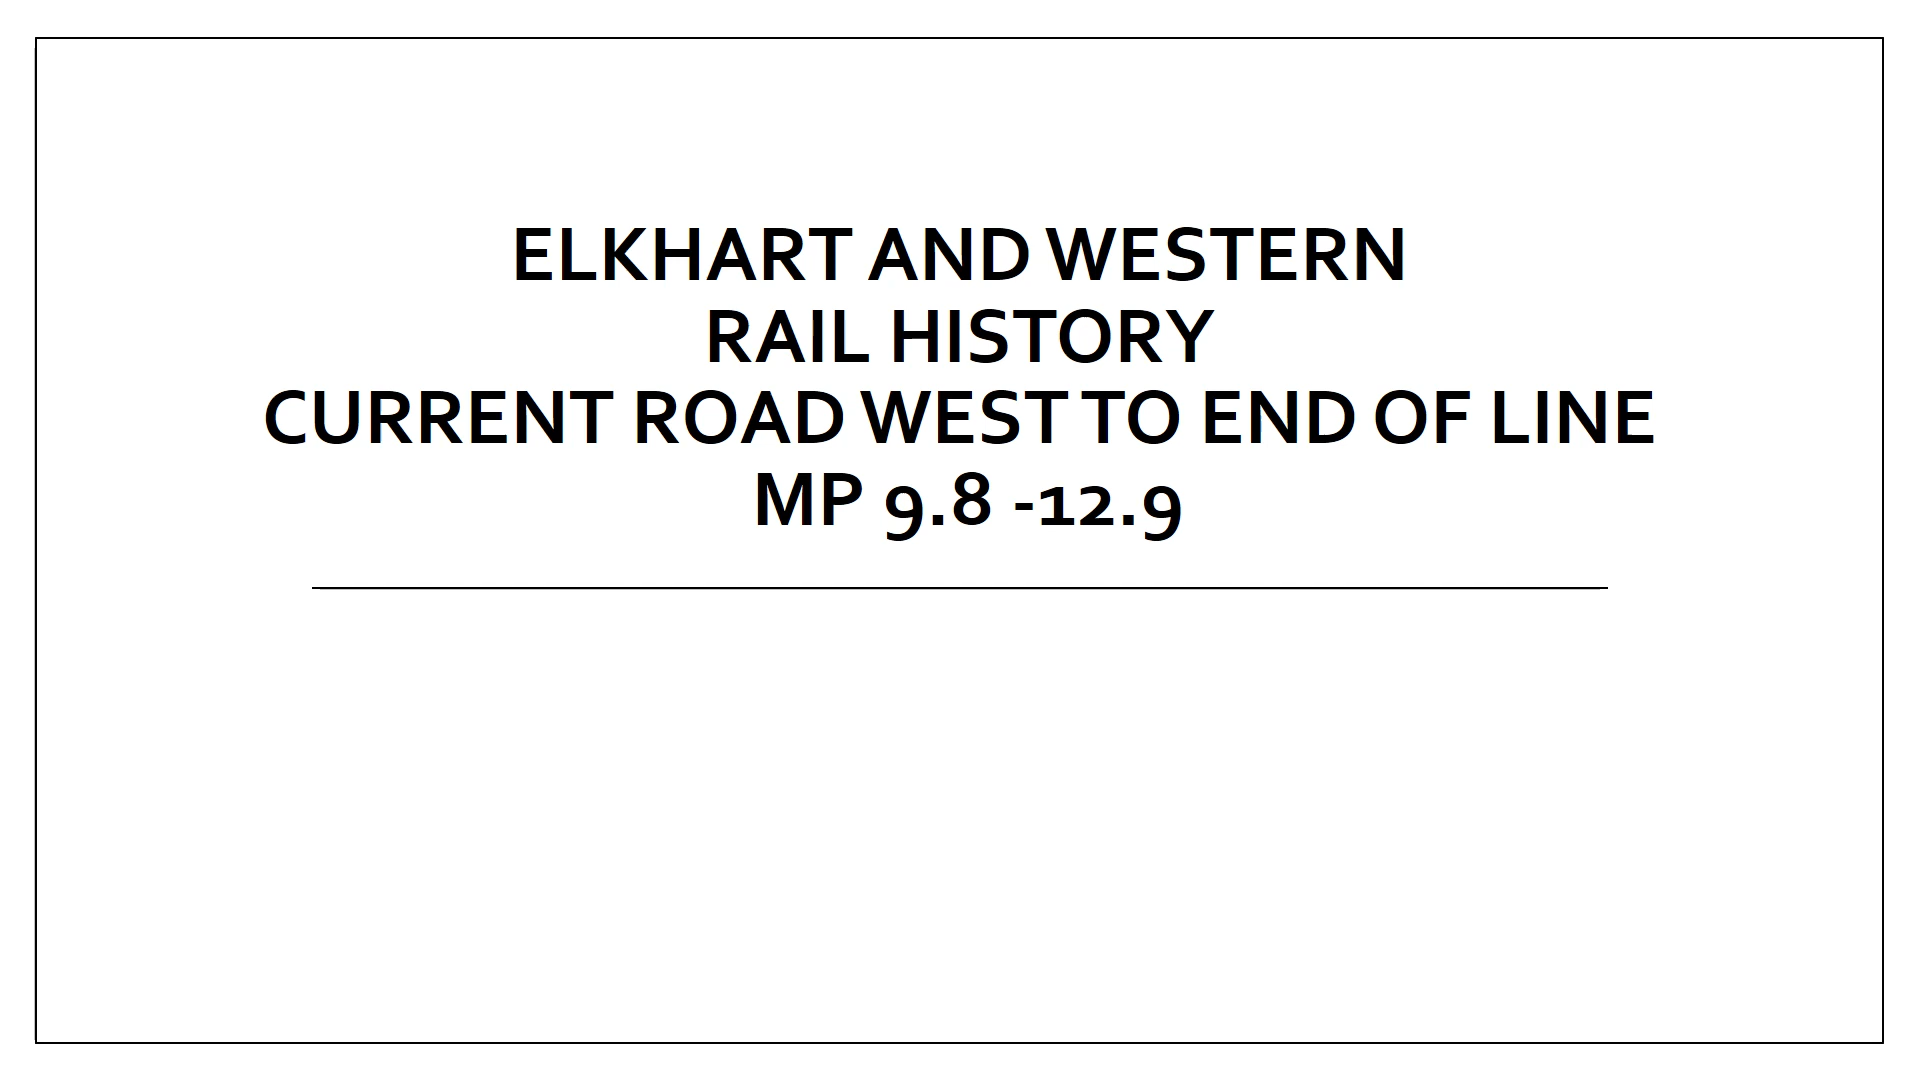 ELKHART AND WESTERN
RAIL HISTORY
CURRENT ROAD WEST TO END OF LINE
MP 9.8 -12.9